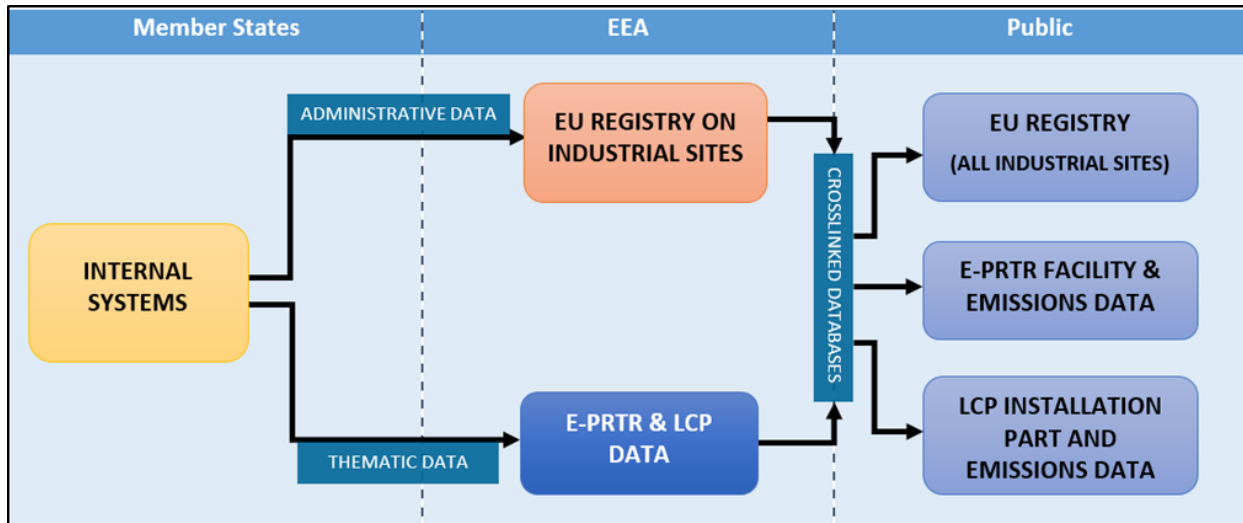 Member States
EEA
Public
ADMINISTRATIVE DATA
EU REGISTRY ON
INDUSTRIAL SITES
EU REGISTRY
(ALL INDUSTRIAL SITES)
INTERNAL
SYSTEMS
CROSSLINKED DATABASES
E-PRTR FACILITY &
EMISSIONS DATA
THEMATIC DATA
E-PRTR & LCP
DATA
LCP INSTALLATION
PART AND
EMISSIONS DATA